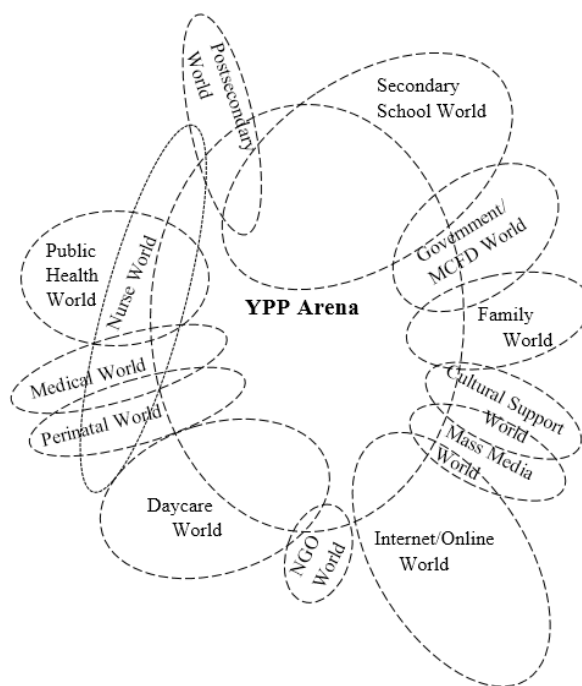 Postsecondary
World
Secondary
School World
Government/
MCFD World
Public
Health
World
Nurse World
YPP Arena
Family
World
Medical World
Cultural Support
World
Perinatal World
Mass Media
World
Daycare
World
NGO
World
Internet/Online
World